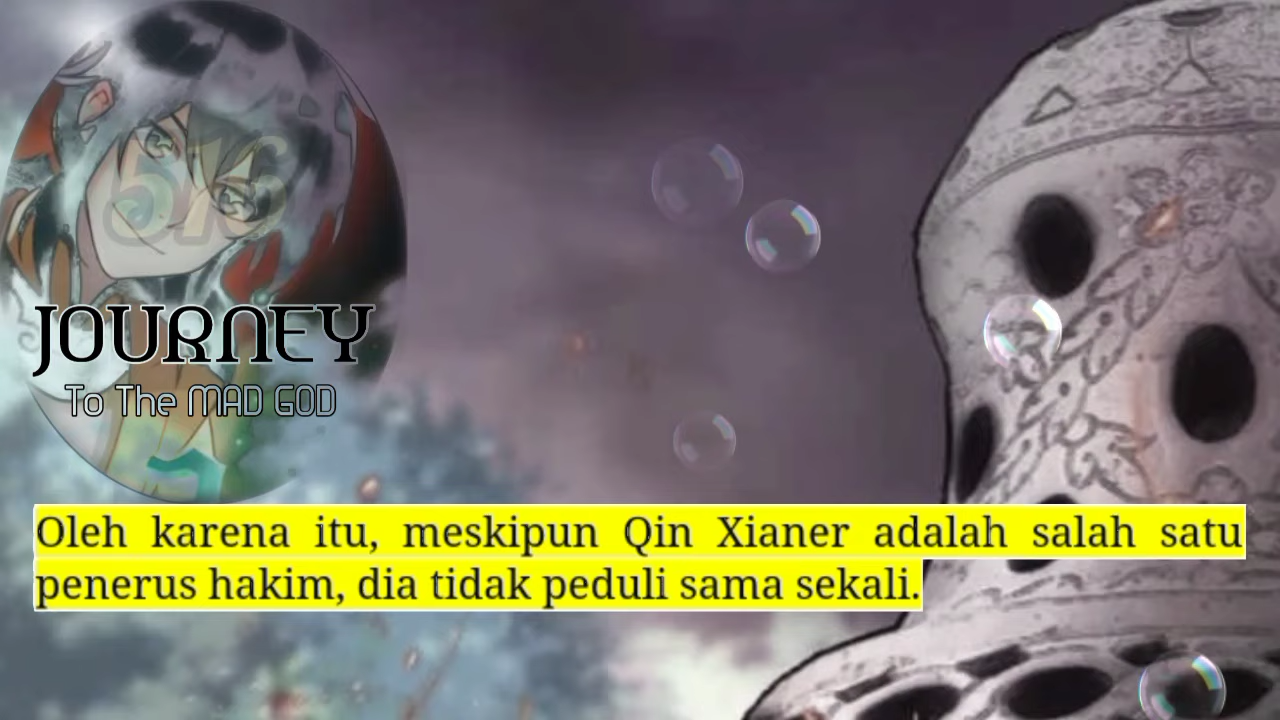 516
JOURNEY
To The MAD GOD
Oleh karena itu, meskipun Qin Xianer adalah salah satu
penerus hakim, dia tidak peduli sama sekali.